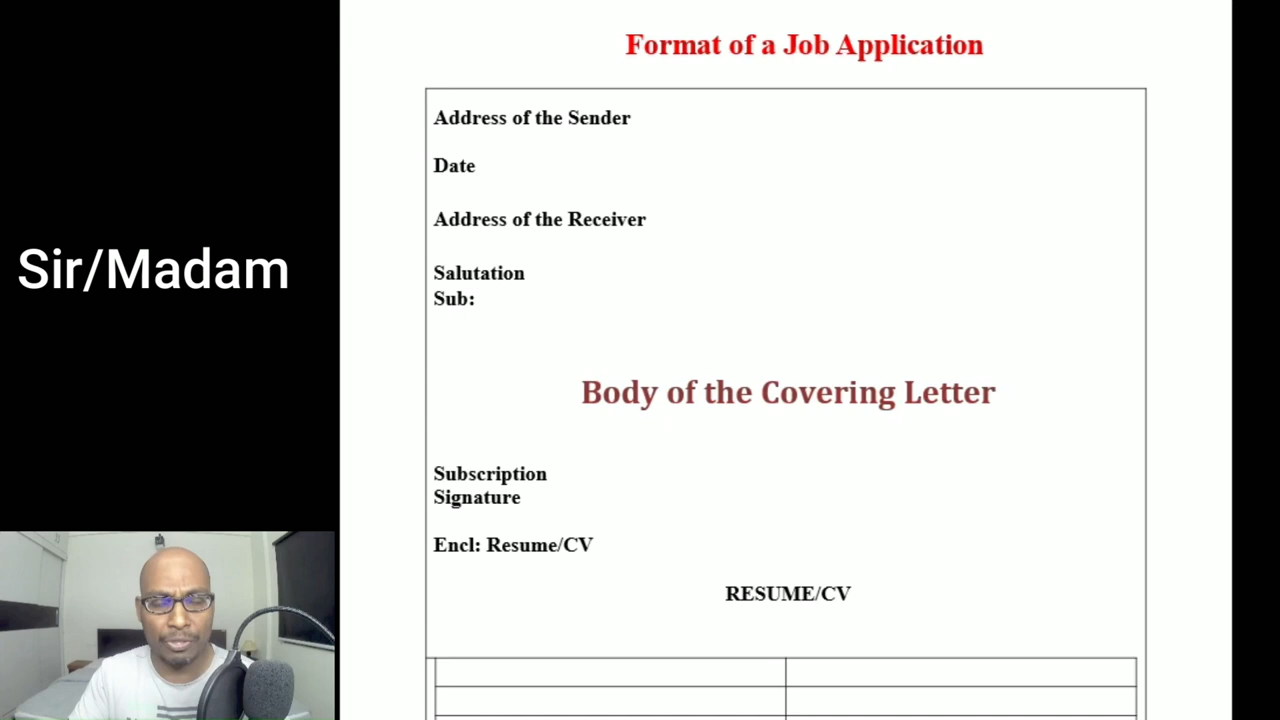 Format of a Job Application
Address of the Sender
Date
Address of the Receiver
Sir/Madam
Salutation
Sub:
Body of the Covering Letter
Subscription
Signature
Encl: Resume/CV
RESUME/CV